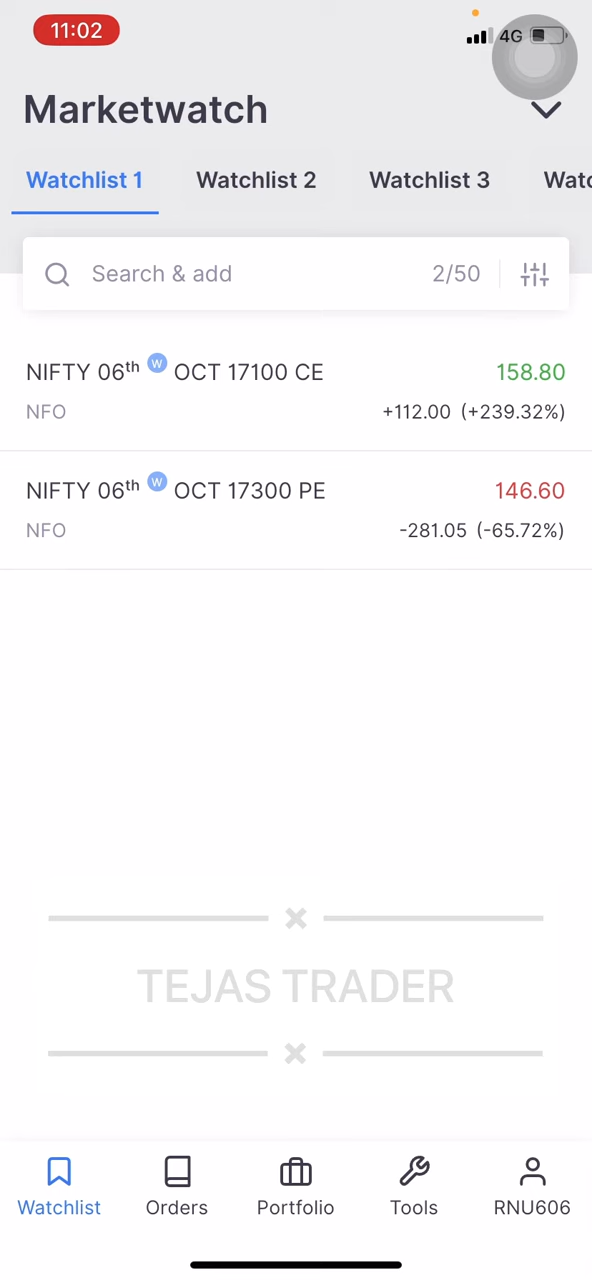 11:02
4G
Marketwatch
Watchlist 1 Watchlist 2 Watchlist 3 Watc
Search & add 2/50
NIFTY 06th W OCT 17100 CE 158.80
NFO +112.00 (+239.32%)
NIFTY 06th W OCT 17300 PE 146.60
NFO -281.05 (-65.72%)
TEJAS TRADER
Watchlist Orders Portfolio Tools RNU606